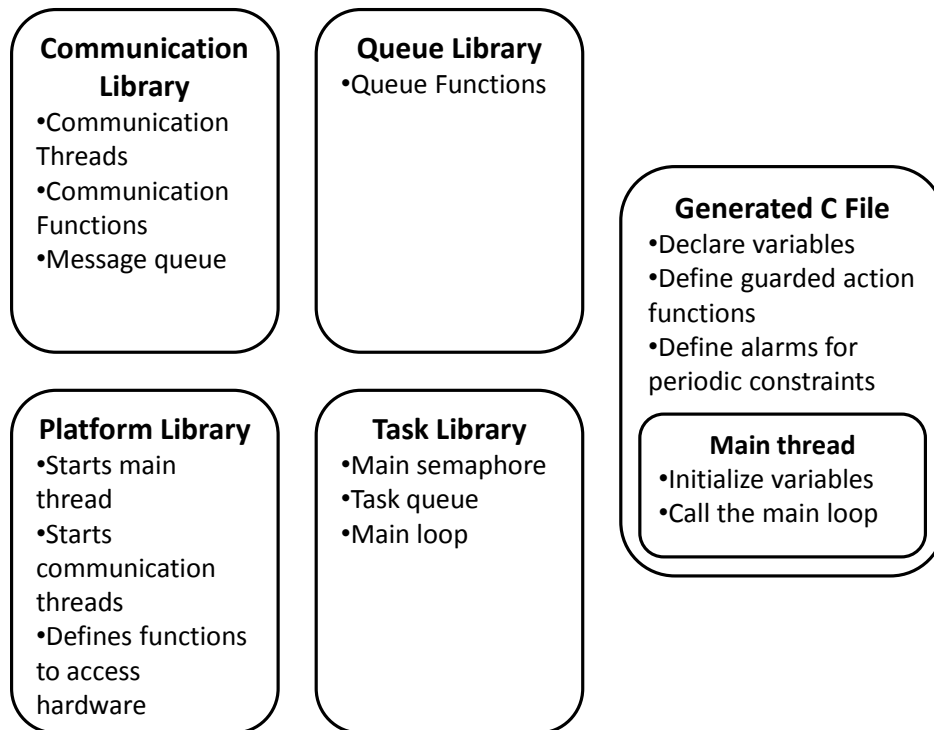 Communication
Library
•Communication
Threads
•Communication
Functions
•Message queue
Queue Library
•Queue Functions
Platform Library
•Starts main
thread
•Starts
communication
threads
•Defines functions
to access
hardware
Task Library
•Main semaphore
•Task queue
•Main loop
Generated C File
•Declare variables
•Define guarded action
functions
•Define alarms for
periodic constraints
Main thread
•Initialize variables
•Call the main loop